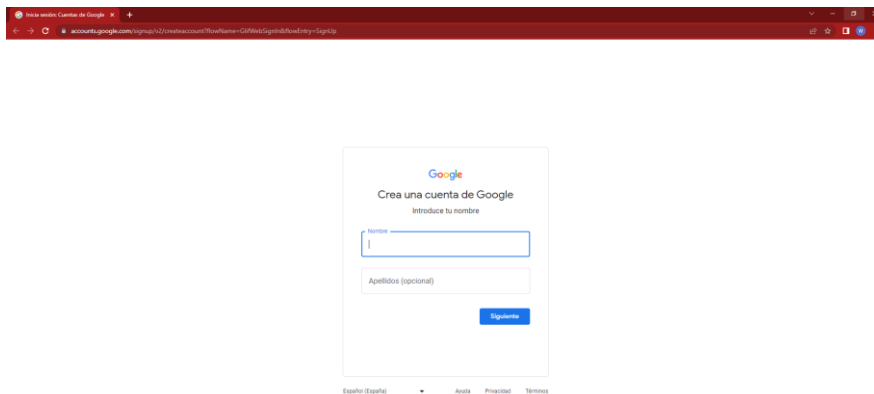 Inicia sesión: Cuentas de Google
accounts.google.com/signup/v2/createaccount?flowName=GlifWebSignIn&flowEntry=SignUp
W
Google
Crea una cuenta de Google
Introduce tu nombre
Nombre
Apellidos (opcional)
Siguiente
Español (España) Ayuda Privacidad Términos